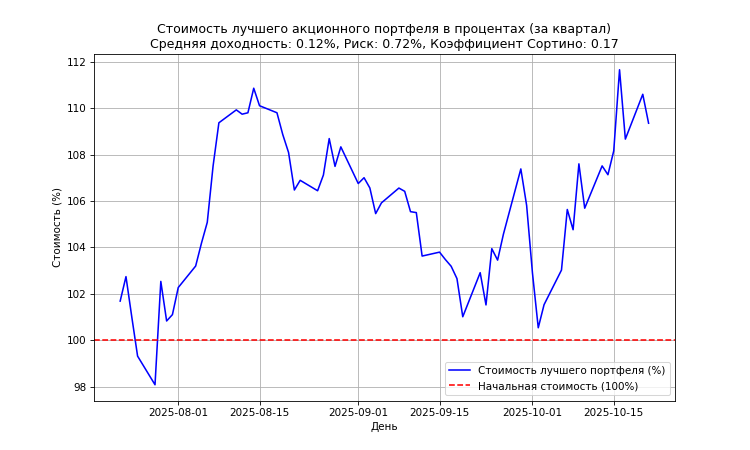 Стоимость лучшего акционного портфеля в процентах (за квартал)
Средняя доходность: 0.12%, Риск: 0.72%, Коэффициент Сортино: 0.17
112
110
108
106
104
102
100
98
Стоимость (%)
Стоимость лучшего портфеля (%)
Начальная стоимость (100%)
2025-08-01 2025-08-15 2025-09-01 2025-09-15 2025-10-01 2025-10-15
День